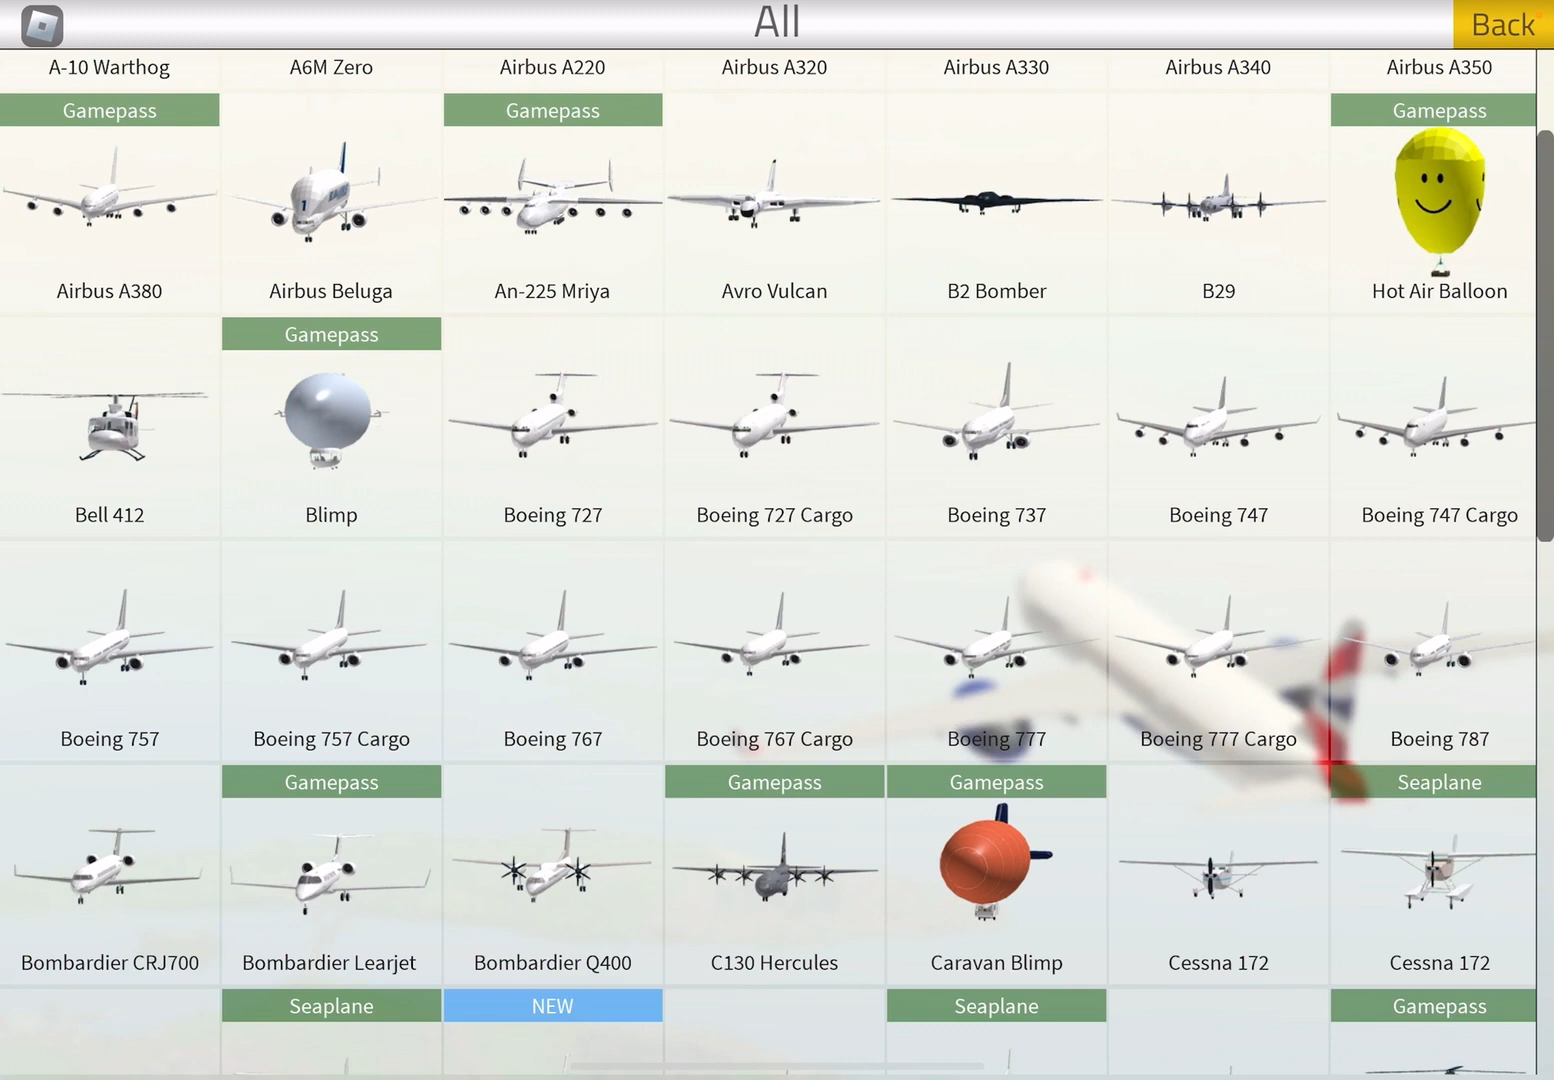 All
Back
A-10 Warthog
A6M Zero
Airbus A220
Airbus A320
Airbus A330
Airbus A340
Airbus A350
Gamepass
Gamepass
Gamepass
Airbus A380
Airbus Beluga
An-225 Mriya
Avro Vulcan
B2 Bomber
B29
Hot Air Balloon
Gamepass
Bell 412
Blimp
Boeing 727
Boeing 727 Cargo
Boeing 737
Boeing 747
Boeing 747 Cargo
Boeing 757
Boeing 757 Cargo
Boeing 767
Boeing 767 Cargo
Boeing 777
Boeing 777 Cargo
Boeing 787
Gamepass
Gamepass
Gamepass
Seaplane
Bombardier CRJ700
Bombardier Learjet
Bombardier Q400
C130 Hercules
Caravan Blimp
Cessna 172
Cessna 172
Seaplane
NEW
Seaplane
Gamepass